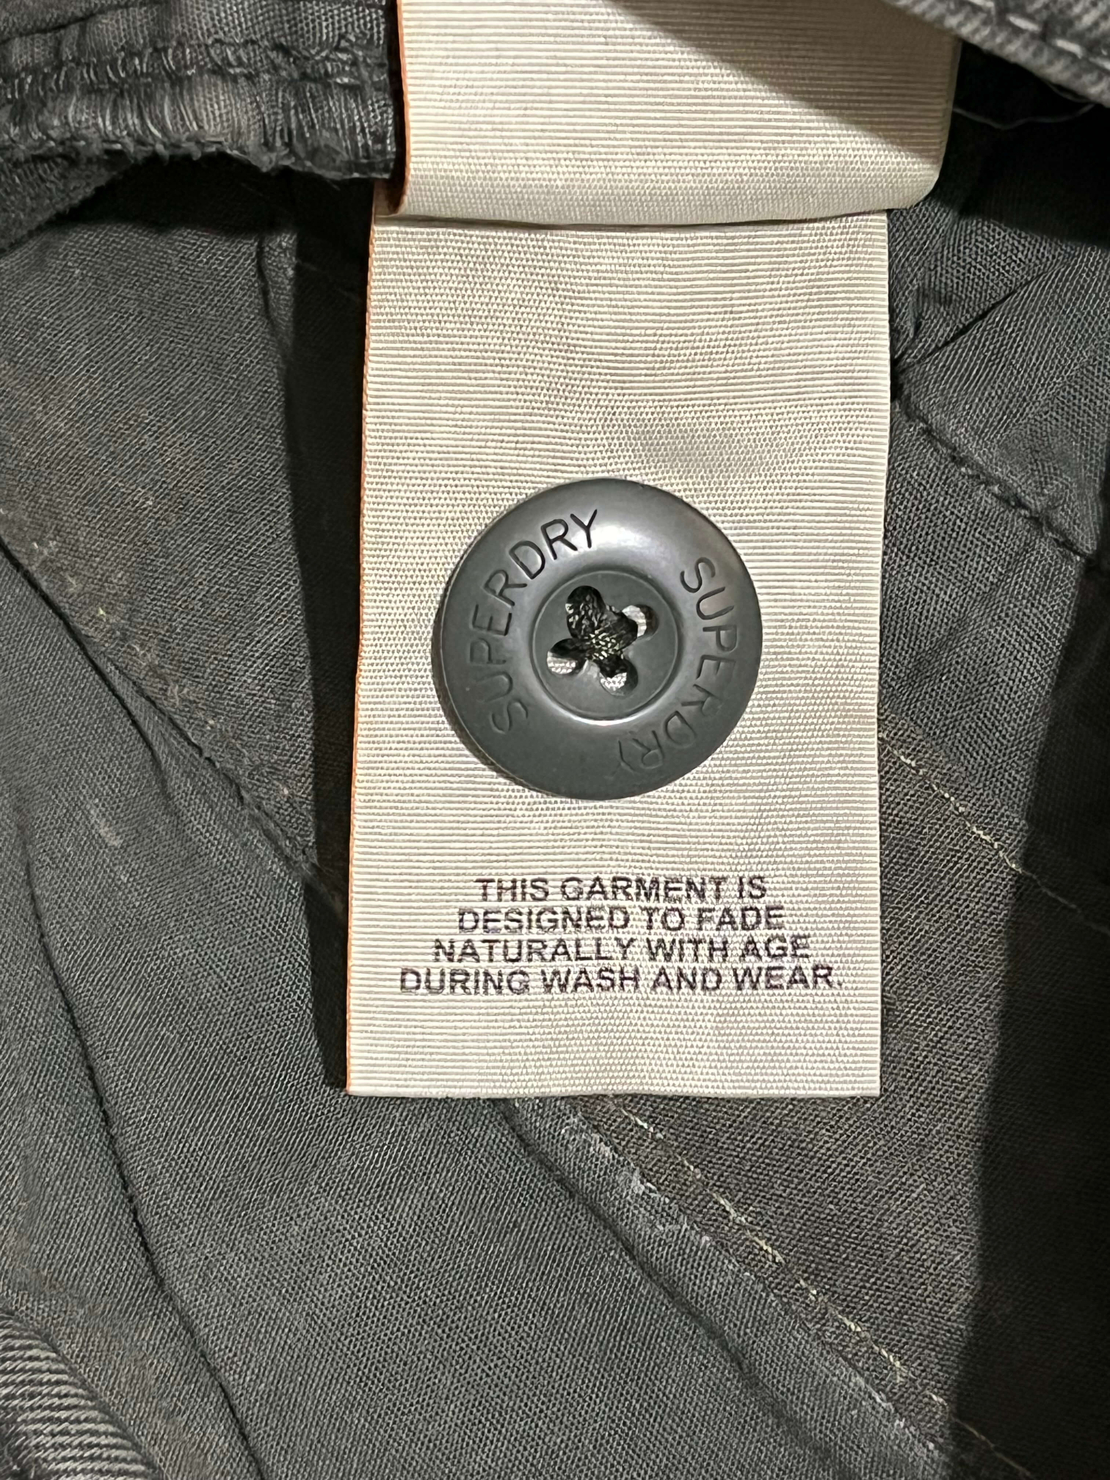 SUPERDRY
SUPERDRY
THIS GARMENT IS
DESIGNED TO FADE
NATURALLY WITH AGE
DURING WASH AND WEAR.